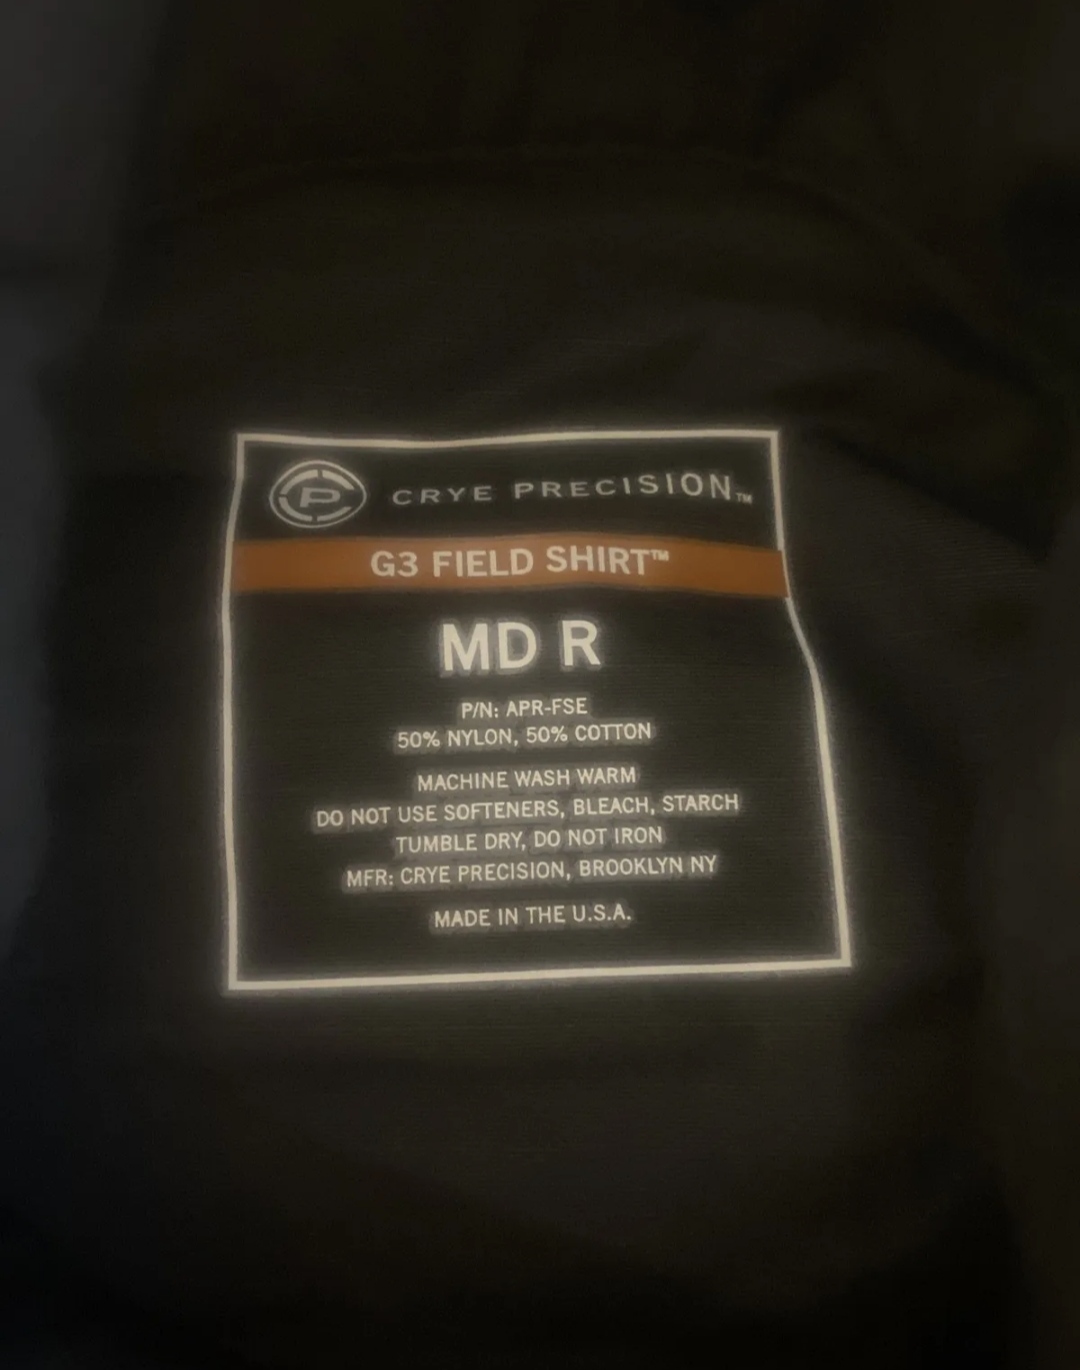 CP CRYE PRECISION™
G3 FIELD SHIRT™
MD R
P/N: APR-FSE
50% NYLON, 50% COTTON
MACHINE WASH WARM
DO NOT USE SOFTENERS, BLEACH, STARCH
TUMBLE DRY, DO NOT IRON
MFR: CRYE PRECISION, BROOKLYN NY
MADE IN THE U.S.A.